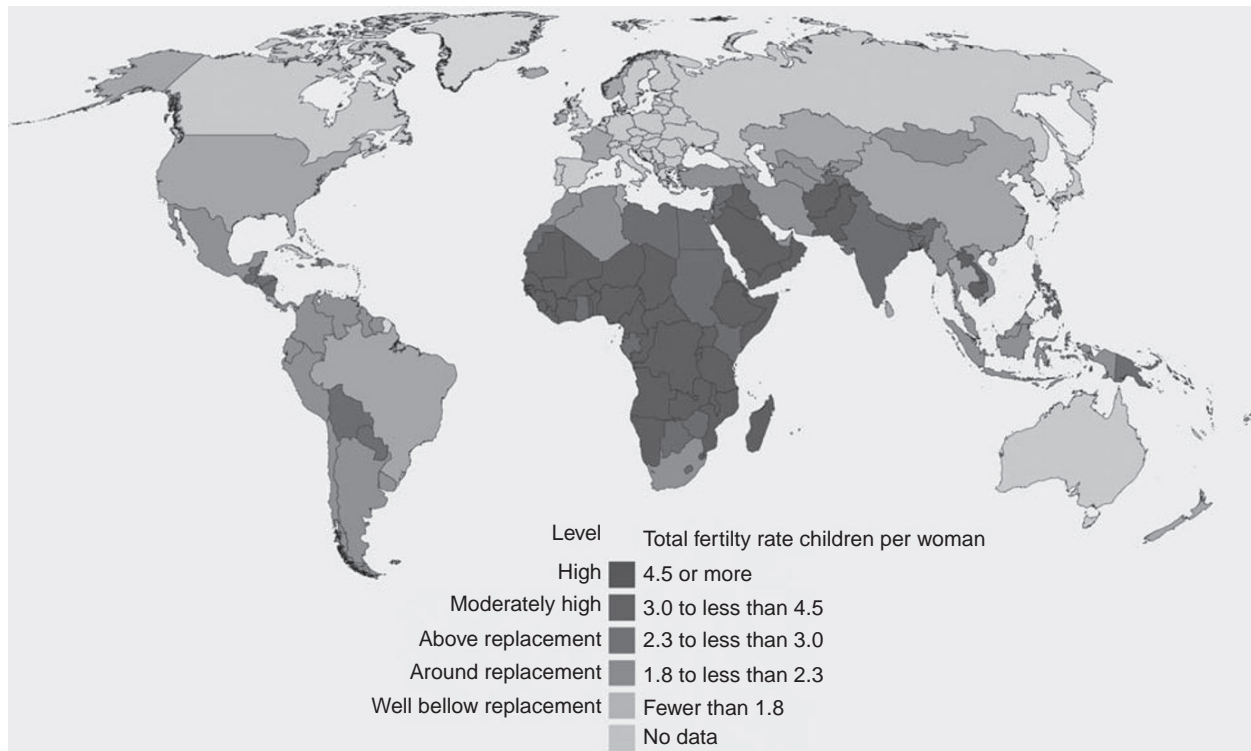 Level Total fertilty rate children per woman
High 4.5 or more
Moderately high 3.0 to less than 4.5
Above replacement 2.3 to less than 3.0
Around replacement 1.8 to less than 2.3
Well bellow replacement Fewer than 1.8
No data